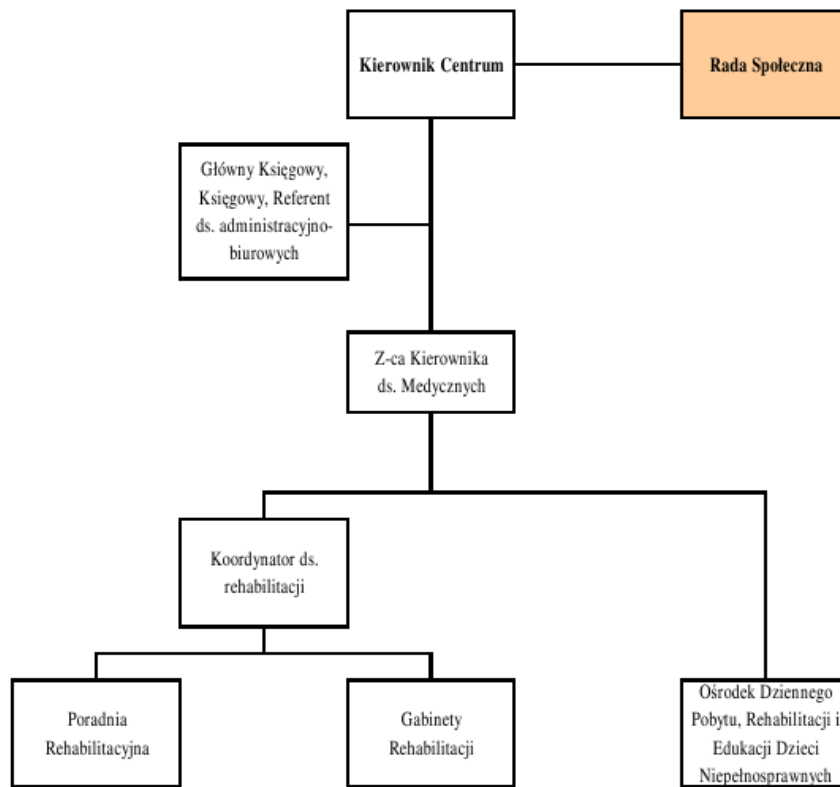 Kierownik Centrum
Rada Społeczna
Główny Księgowy,
Księgowy, Referent
ds. administracyjno-
biurowych
Z-ca Kierownika
ds. Medycznych
Koordynator ds.
rehabilitacji
Poradnia
Rehabilitacyjna
Gabinety
Rehabilitacji
Ośrodek Dziennego
Pobytu, Rehabilitacji i
Edukacji Dzieci
Niepełnosprawnych